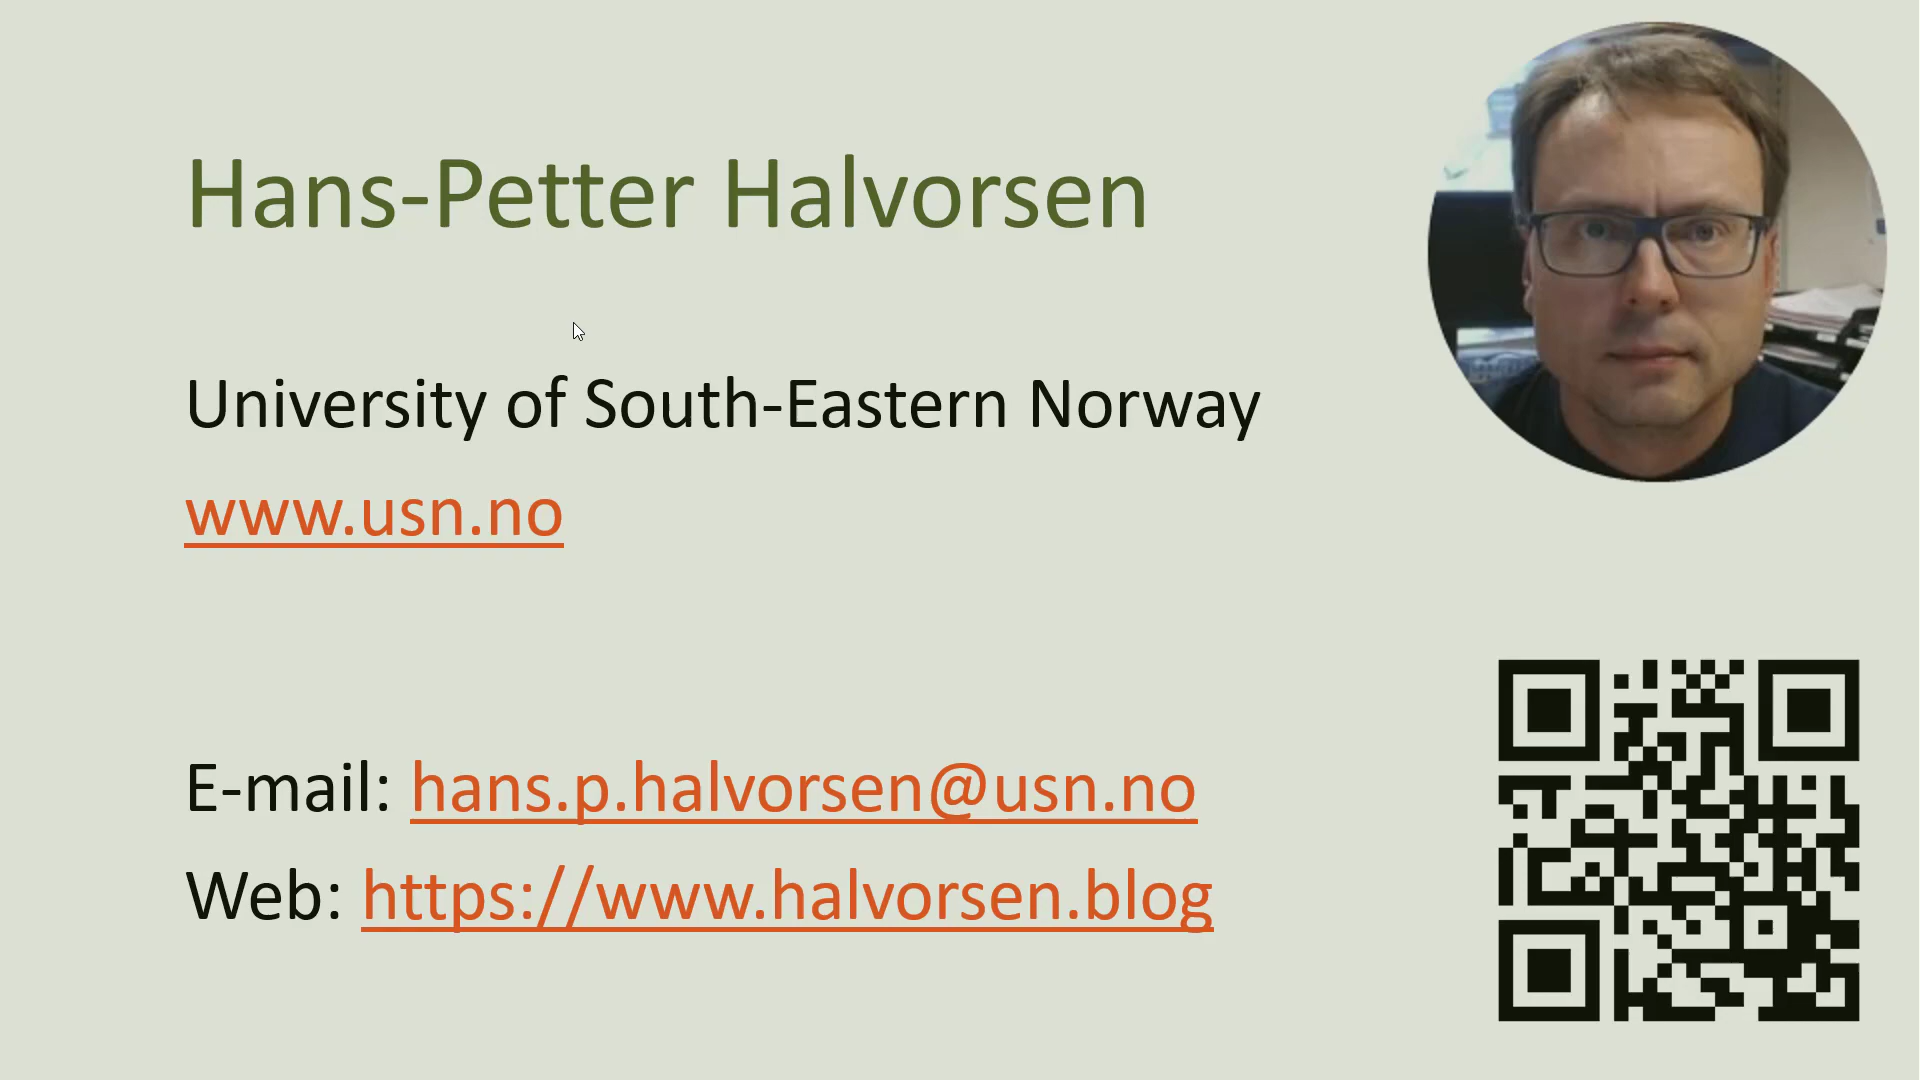 Hans-Petter Halvorsen
University of South-Eastern Norway
www.usn.no
E-mail: hans.p.halvorsen@usn.no
Web: https://www.halvorsen.blog